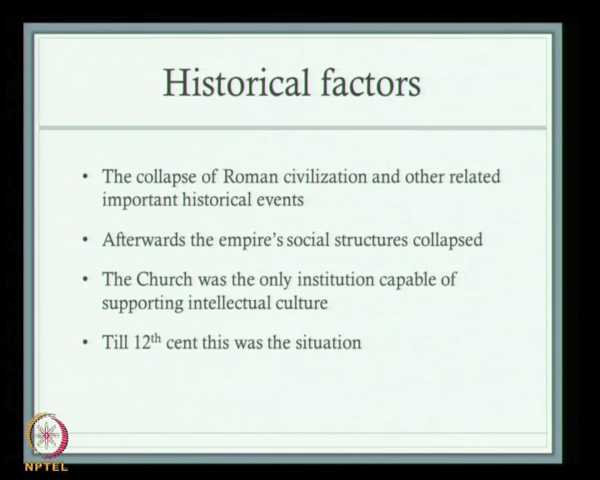 Historical factors
• The collapse of Roman civilization and other related
important historical events
• Afterwards the empire's social structures collapsed
• The Church was the only institution capable of
supporting intellectual culture
• Till 12th cent this was the situation
NPTEL